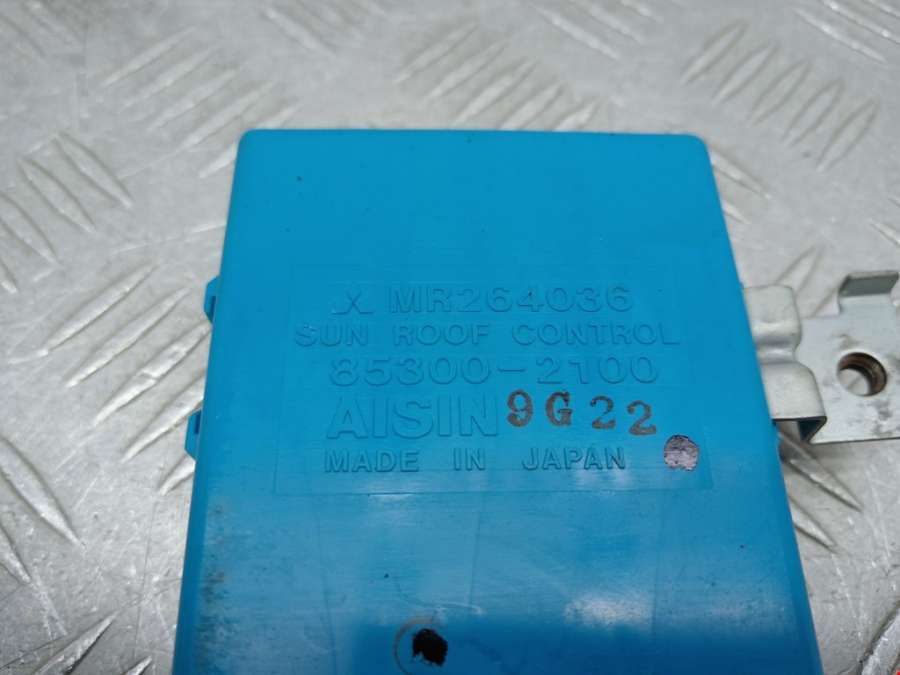 MR264036
SUN ROOF CONTROL
85300-2100
AISIN 9G22
MADE IN JAPAN